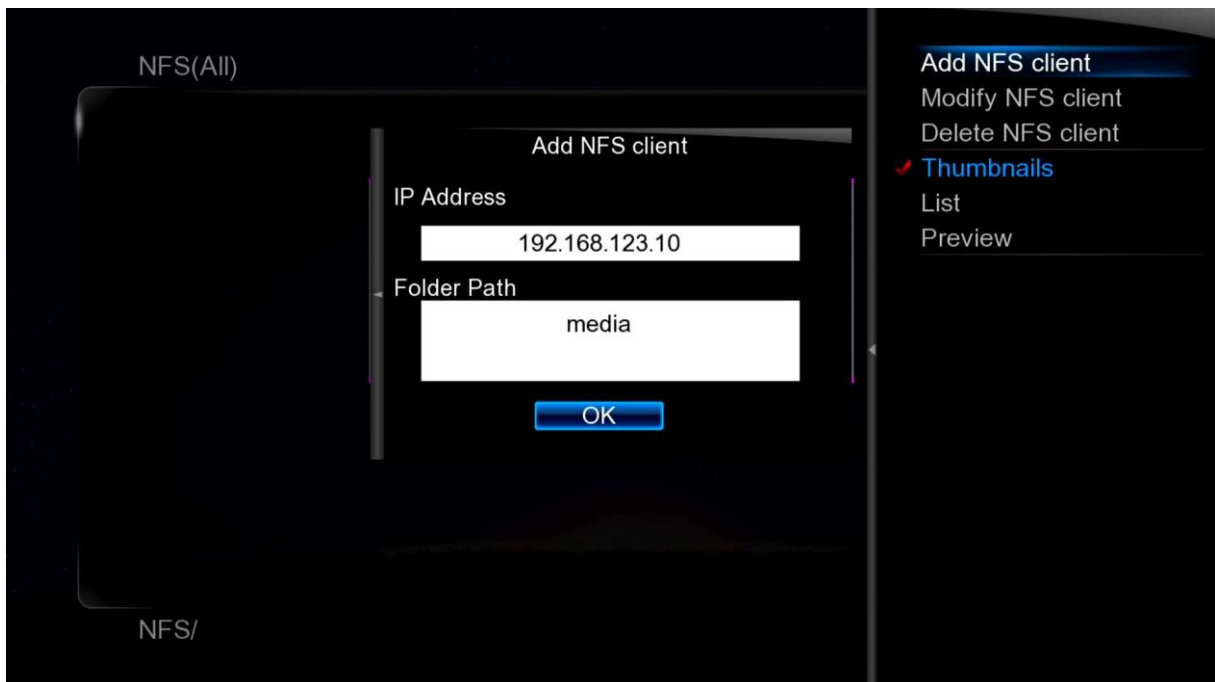 NFS(All)
Add NFS client
IP Address
192.168.123.10
Folder Path
media
OK
NFS/
Add NFS client
Modify NFS client
Delete NFS client
Thumbnails
List
Preview